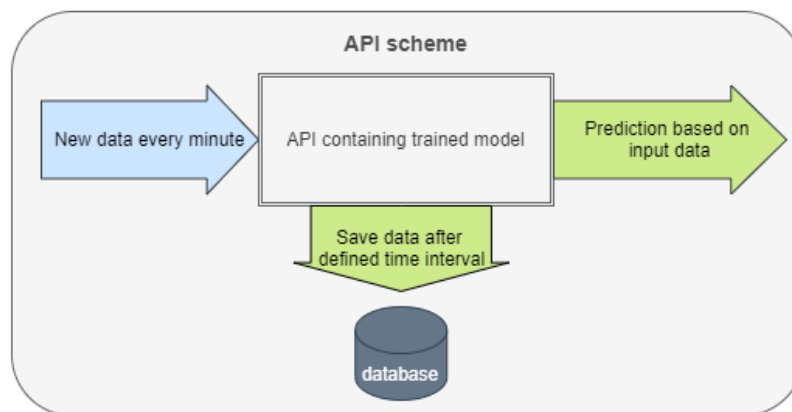 API scheme
New data every minute
API containing trained model
Prediction based on
input data
Save data after
defined time interval
database